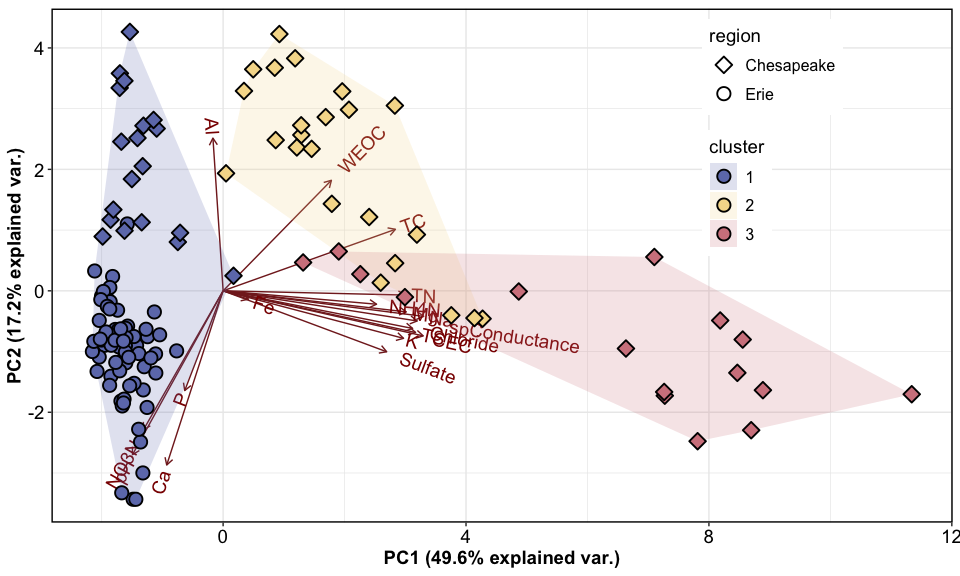 region
Chesapeake
Erie
cluster
1
2
3
4
2
0
-2
PC2 (17.2% explained var.)
Al
WEOC
TC
TN
Fe
spConductance
Sulfate
P
Ca
0
4
8
12
PC1 (49.6% explained var.)